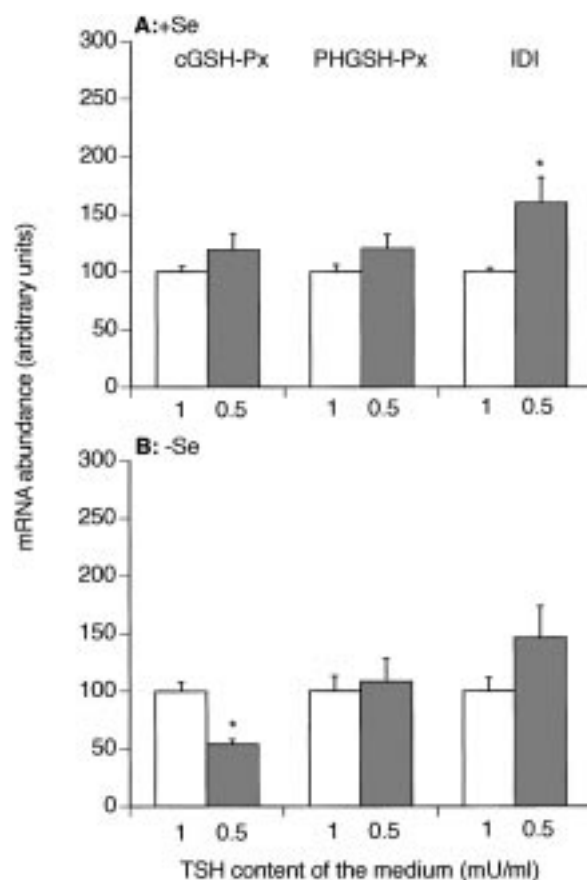 A:+Se
cGSH-Px PHGSH-Px IDI
300
250
200
150
100
50
0
*
1 0.5 1 0.5 1 0.5
mRNA abundance (arbitrary units)
B: -Se
300
250
200
150
100
50
0
*
1 0.5 1 0.5 1 0.5
TSH content of the medium (mU/ml)